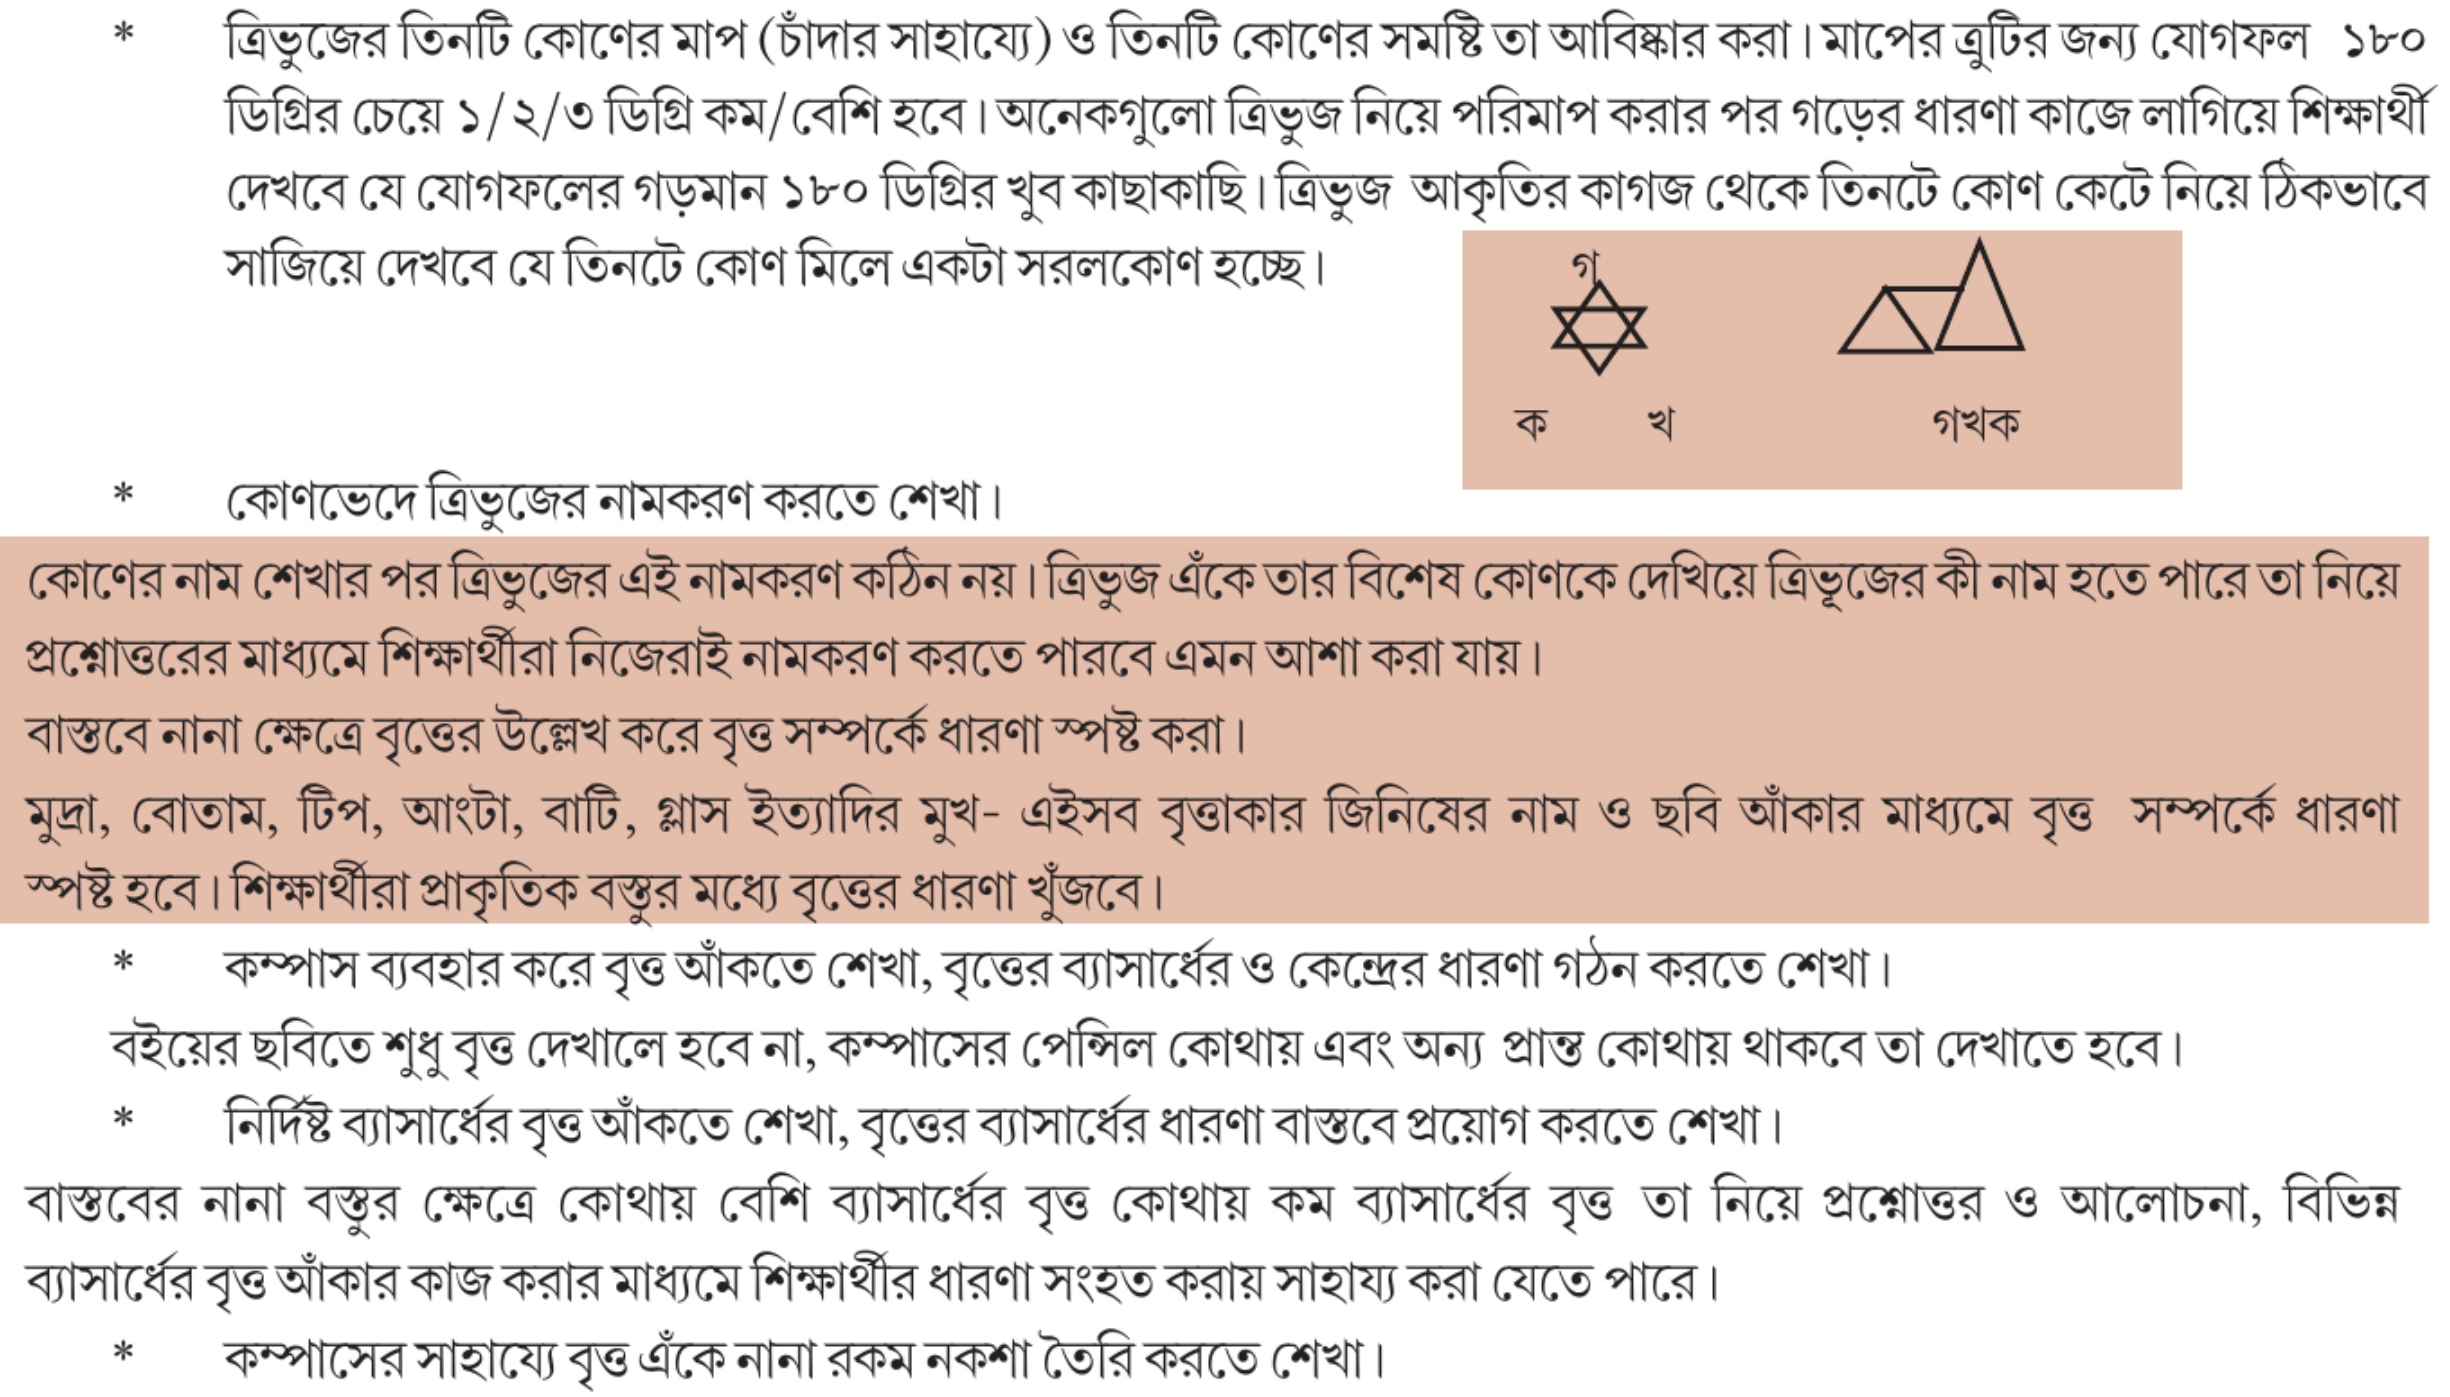 * ত্রিভুজের তিনটি কোণের মাপ (চাঁদার সাহায্যে) ও তিনটি কোণের সমষ্টি তা আবিষ্কার করা। মাপের ত্রুটির জন্য যোগফল ১৮০
ডিগ্রির চেয়ে ১/২/৩ ডিগ্রি কম/বেশি হবে। অনেকগুলো ত্রিভুজ নিয়ে পরিমাপ করার পর গড়ের ধারণা কাজে লাগিয়ে শিক্ষার্থী
দেখবে যে যোগফলের গড়মান ১৮০ ডিগ্রির খুব কাছাকাছি। ত্রিভুজ আকৃতির কাগজ থেকে তিনটে কোণ কেটে নিয়ে ঠিকভাবে
সাজিয়ে দেখবে যে তিনটে কোণ মিলে একটা সরলকোণ হচ্ছে।
গ
ক খ গখক
* কোণভেদে ত্রিভুজের নামকরণ করতে শেখা।
কোণের নাম শেখার পর ত্রিভুজের এই নামকরণ কঠিন নয়। ত্রিভুজ এঁকে তার বিশেষ কোণকে দেখিয়ে ত্রিভূজের কী নাম হতে পারে তা নিয়ে
প্রশ্নোত্তরের মাধ্যমে শিক্ষার্থীরা নিজেরাই নামকরণ করতে পারবে এমন আশা করা যায়।
বাস্তবে নানা ক্ষেত্রে বৃত্তের উল্লেখ করে বৃত্ত সম্পর্কে ধারণা স্পষ্ট করা।
মুদ্রা, বোতাম, টিপ, আংটা, বাটি, গ্লাস ইত্যাদির মুখ- এইসব বৃত্তাকার জিনিষের নাম ও ছবি আঁকার মাধ্যমে বৃত্ত সম্পর্কে ধারণা
স্পষ্ট হবে। শিক্ষার্থীরা প্রাকৃতিক বস্তুর মধ্যে বৃত্তের ধারণা খুঁজবে।
* কম্পাস ব্যবহার করে বৃত্ত আঁকতে শেখা, বৃত্তের ব্যাসার্ধের ও কেন্দ্রের ধারণা গঠন করতে শেখা।
বইয়ের ছবিতে শুধু বৃত্ত দেখালে হবে না, কম্পাসের পেন্সিল কোথায় এবং অন্য প্রান্ত কোথায় থাকবে তা দেখাতে হবে।
* নির্দিষ্ট ব্যাসার্ধের বৃত্ত আঁকতে শেখা, বৃত্তের ব্যাসার্ধের ধারণা বাস্তবে প্রয়োগ করতে শেখা।
বাস্তবের নানা বস্তুর ক্ষেত্রে কোথায় বেশি ব্যাসার্ধের বৃত্ত কোথায় কম ব্যাসার্ধের বৃত্ত তা নিয়ে প্রশ্নোত্তর ও আলোচনা, বিভিন্ন
ব্যাসার্ধের বৃত্ত আঁকার কাজ করার মাধ্যমে শিক্ষার্থীর ধারণা সংহত করায় সাহায্য করা যেতে পারে।
* কম্পাসের সাহায্যে বৃত্ত এঁকে নানা রকম নকশা তৈরি করতে শেখা।